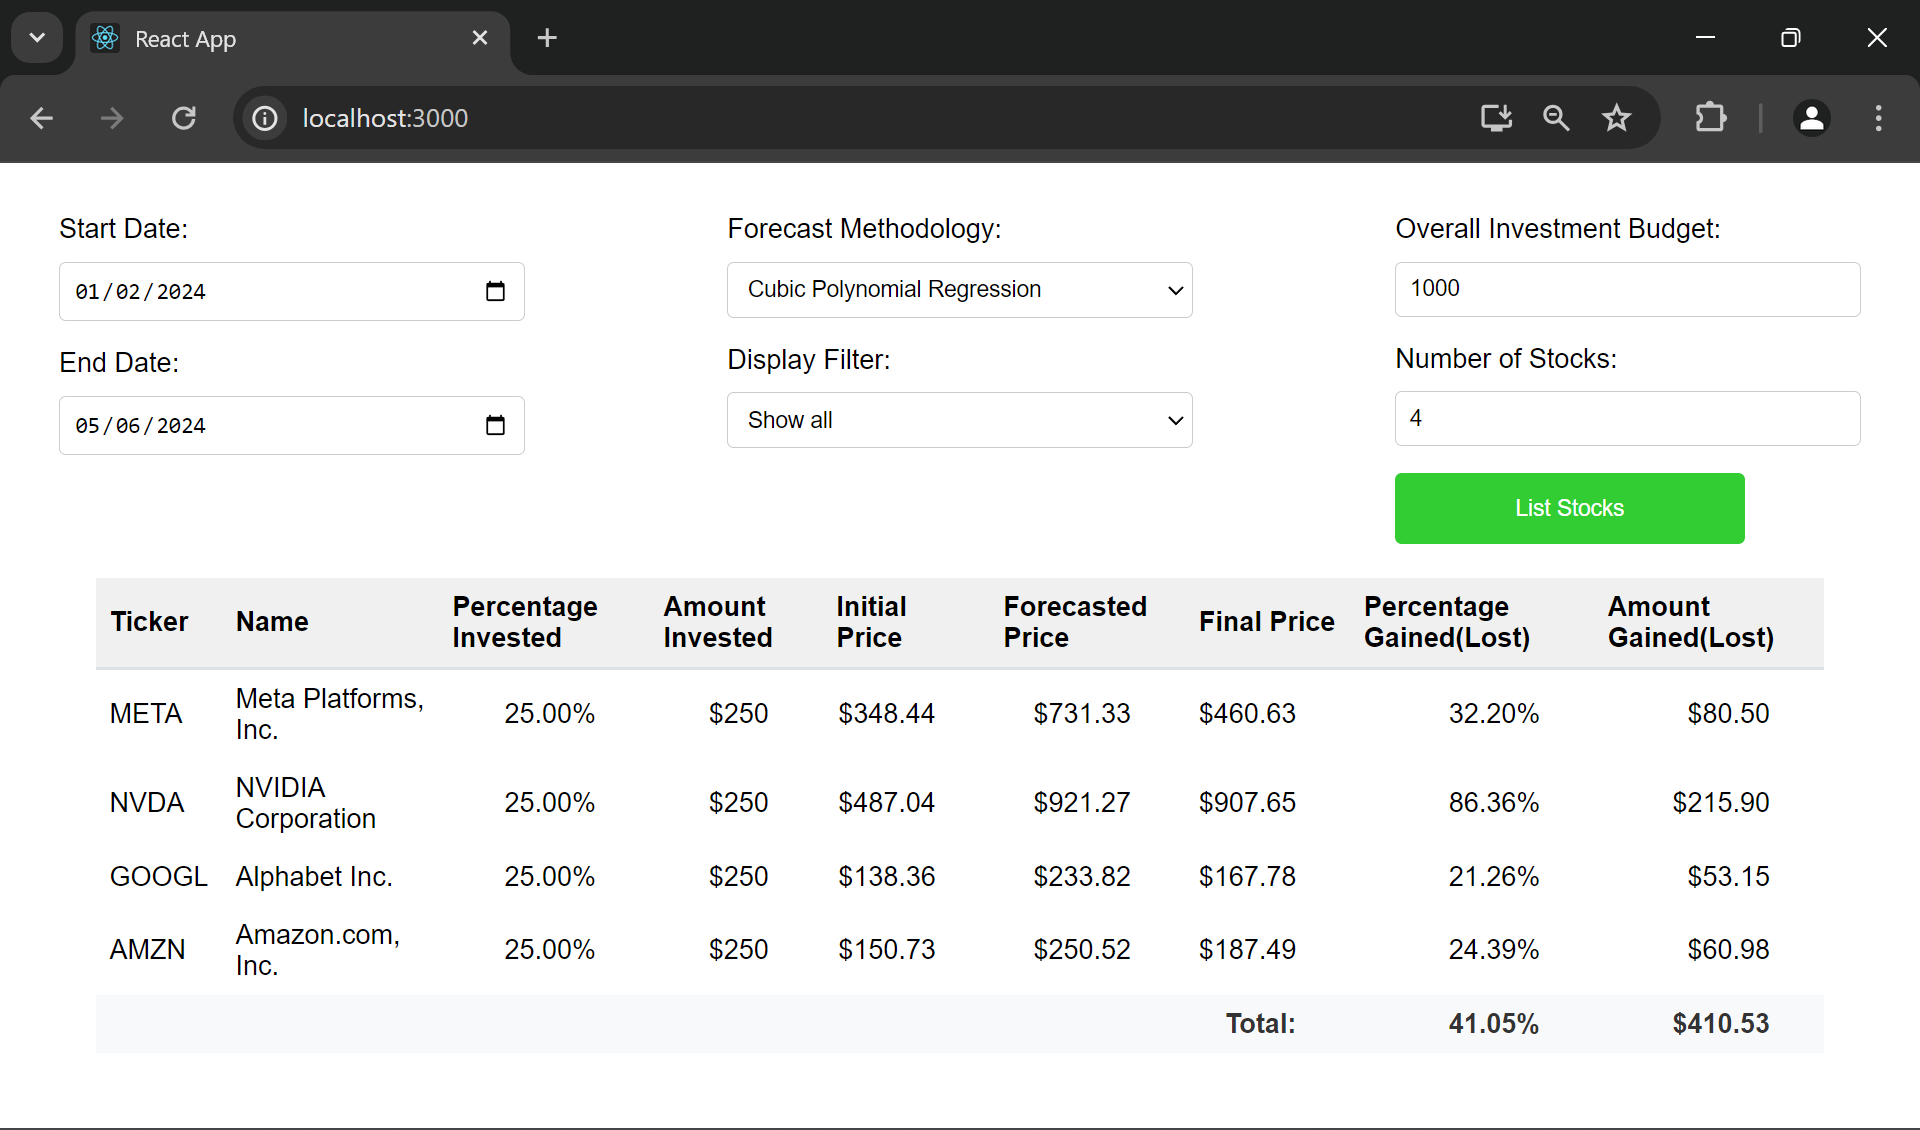 React App
localhost:3000
Start Date:
01/02/2024
End Date:
05/06/2024
Forecast Methodology:
Cubic Polynomial Regression
Display Filter:
Show all
Overall Investment Budget:
1000
Number of Stocks:
4
List Stocks
Ticker Name Percentage Invested Amount Invested Initial Price Forecasted Price Final Price Percentage Gained(Lost) Amount Gained(Lost)
META Meta Platforms, Inc. 25.00% $250 $348.44 $731.33 $460.63 32.20% $80.50
NVDA NVIDIA Corporation 25.00% $250 $487.04 $921.27 $907.65 86.36% $215.90
GOOGL Alphabet Inc. 25.00% $250 $138.36 $233.82 $167.78 21.26% $53.15
AMZN Amazon.com, Inc. 25.00% $250 $150.73 $250.52 $187.49 24.39% $60.98
Total: 41.05% $410.53